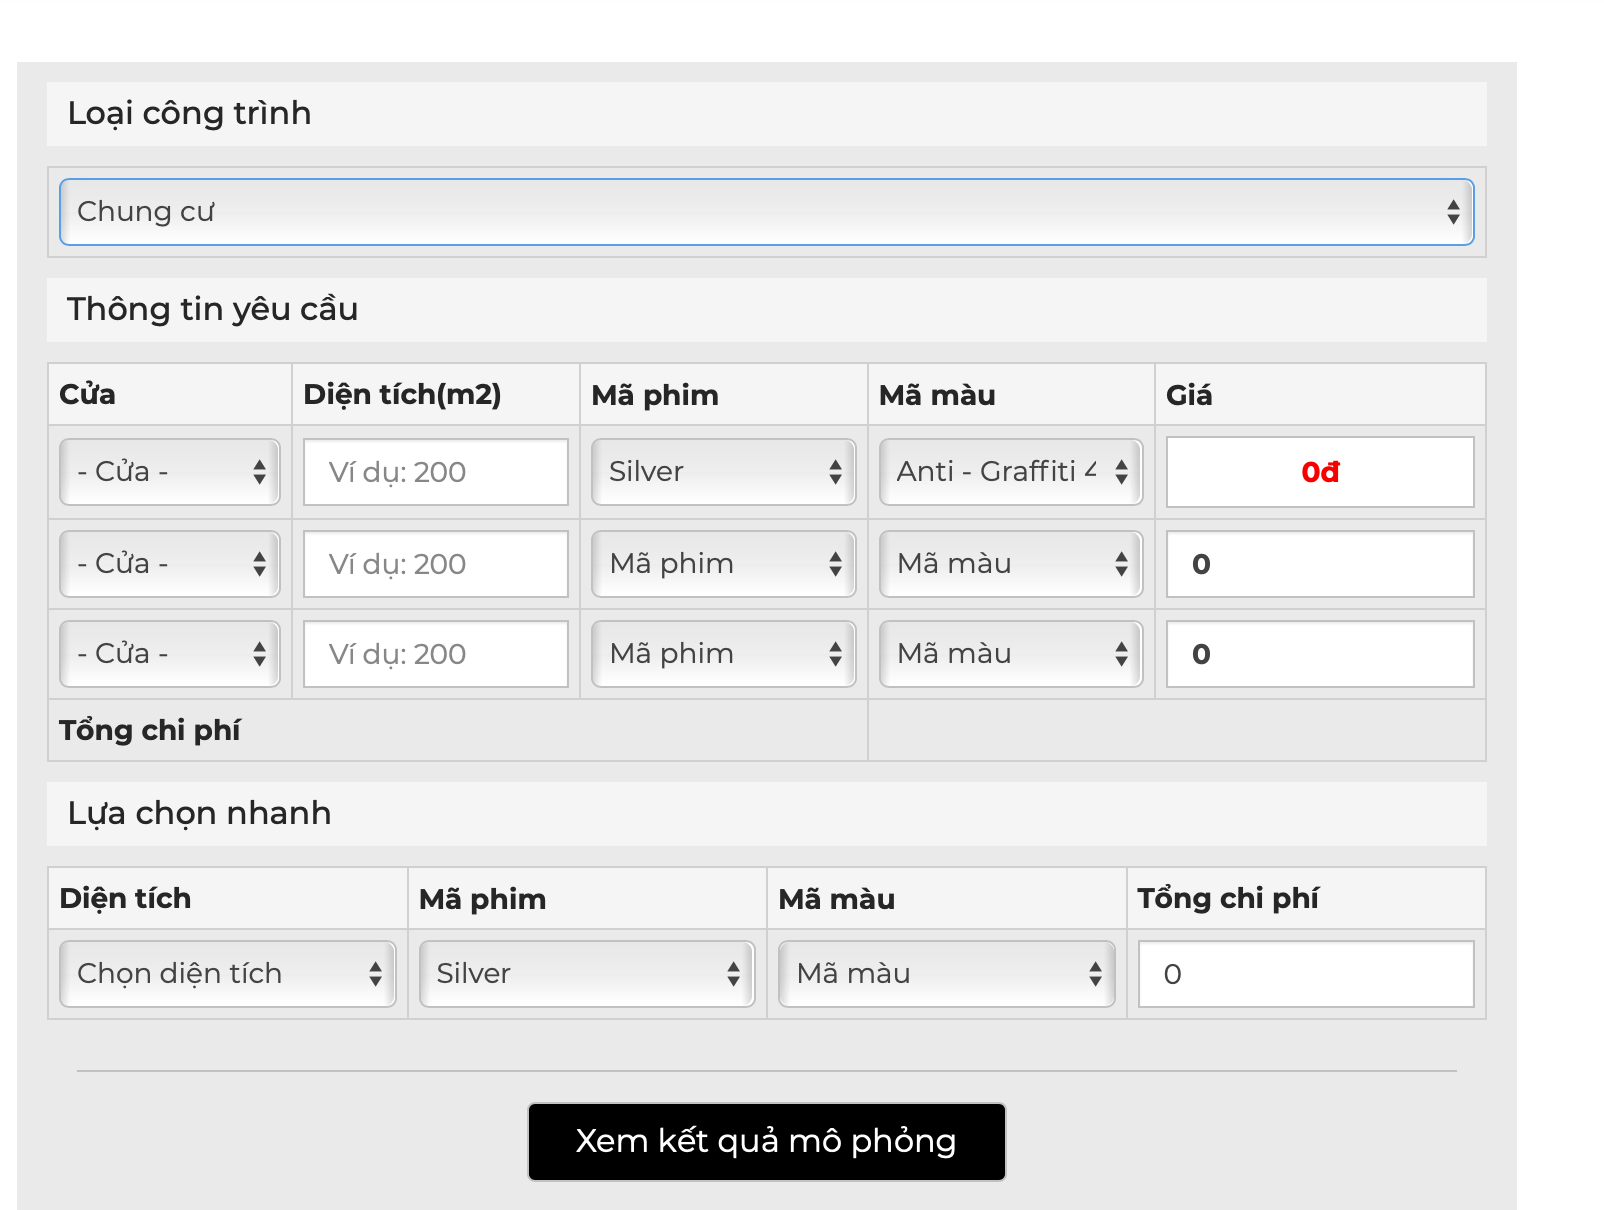 Loại công trình
Chung cư
Thông tin yêu cầu
Cửa Diện tích(m2) Mã phim Mã màu Giá
- Cửa - Ví dụ: 200 Silver Anti - Graffiti 4 0đ
- Cửa - Ví dụ: 200 Mã phim Mã màu 0
- Cửa - Ví dụ: 200 Mã phim Mã màu 0
Tổng chi phí
Lựa chọn nhanh
Diện tích Mã phim Mã màu Tổng chi phí
Chọn diện tích Silver Mã màu 0
Xem kết quả mô phỏng